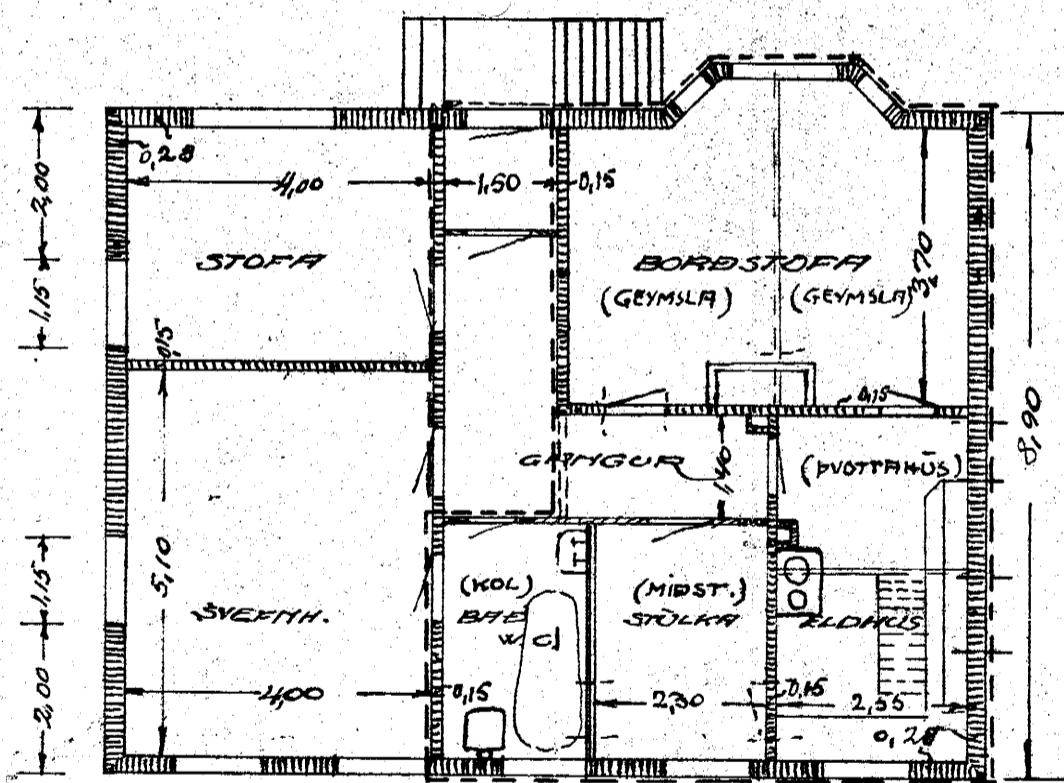 0,28
4,00
1,50
0,15
2,00
STOFA
BORÐSTOFA
(GEYMSLA) (GEYMSLA)
3,70
1,15
0,15
0,15
8,90
GANGUR
1,40
(ÞVOTTAHÚS)
5,10
1,15
(KOL)
(MIÐST.)
SVEFNH.
BAÐ
STÚLKA
ELDHÚS
W.C.
2,00
4,00
0,15
2,30
0,15
2,55
0,28